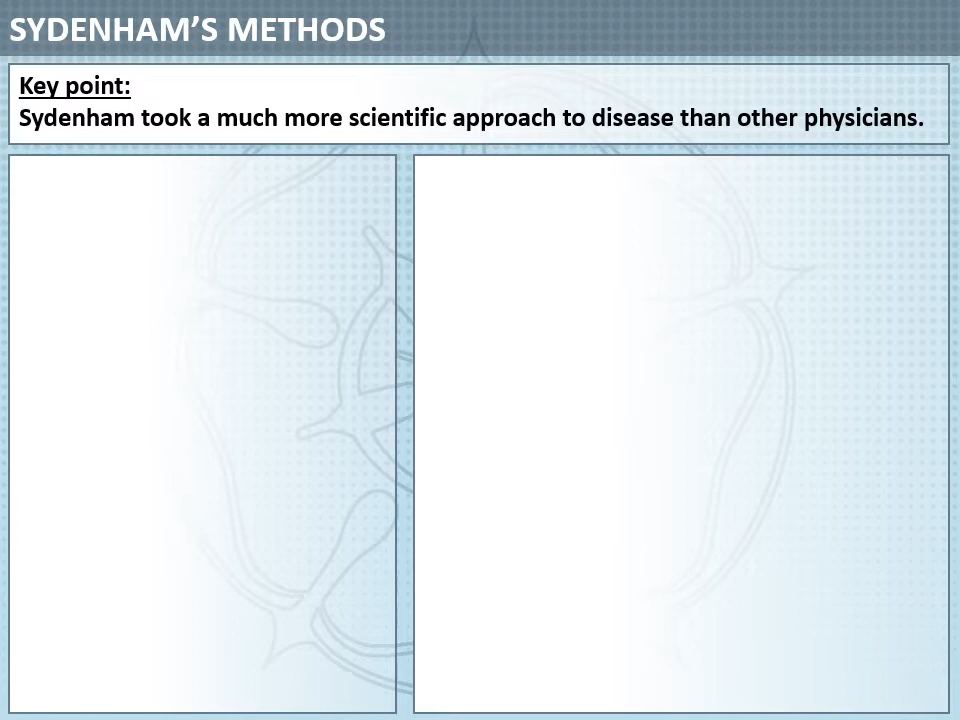 SYDENHAM’S METHODS
Key point:
Sydenham took a much more scientific approach to disease than other physicians.